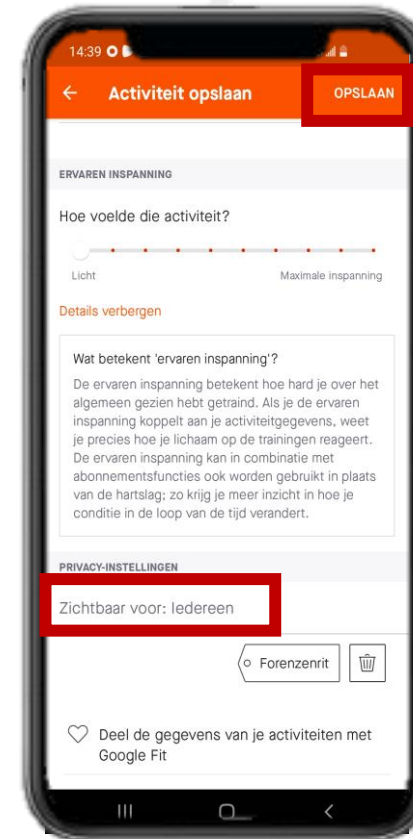 14:39
Activiteit opslaan
OPSLAAN
ERVAREN INSPANNING
Hoe voelde die activiteit?
Licht
Maximale inspanning
Details verbergen
Wat betekent 'ervaren inspanning'?
De ervaren inspanning betekent hoe hard je over het
algemeen gezien hebt getraind. Als je de ervaren
inspanning koppelt aan je activiteitgegevens, weet
je precies hoe je lichaam op de trainingen reageert.
De ervaren inspanning kan in combinatie met
abonnementsfuncties ook worden gebruikt in plaats
van de hartslag; zo krijg je meer inzicht in hoe je
conditie in de loop van de tijd verandert.
PRIVACY-INSTELLINGEN
Zichtbaar voor: Iedereen
Forenzenrit
Deel de gegevens van je activiteiten met
Google Fit